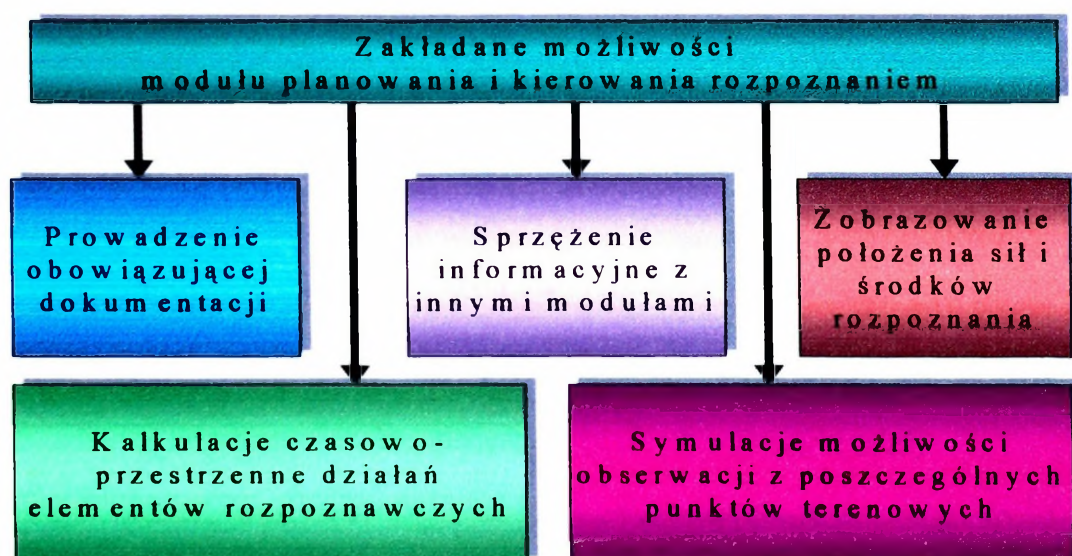 Zakładane możliwości
modułu planowania i kierowania rozpoznaniem
Prowadzenie
obowiązującej
dokumentacji
Sprzężenie
informacyjne z
innymi modułami
Zobrazowanie
położenia sił i
środków
rozpoznania
Kalkulacje czasowo-
przestrzenne działań
elementów rozpoznawczych
Symulacje możliwości
obserwacji z poszczególnych
punktów terenowych